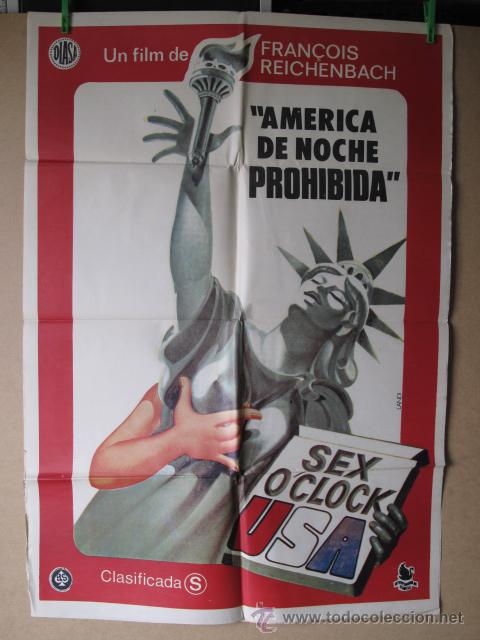 DIASA
Un film de
FRANÇOIS
REICHENBACH
"AMERICA
DE NOCHE
PROHIBIDA"
SEX
O'CLOCK
USA
Clasificada S
www.todocoleccion.net